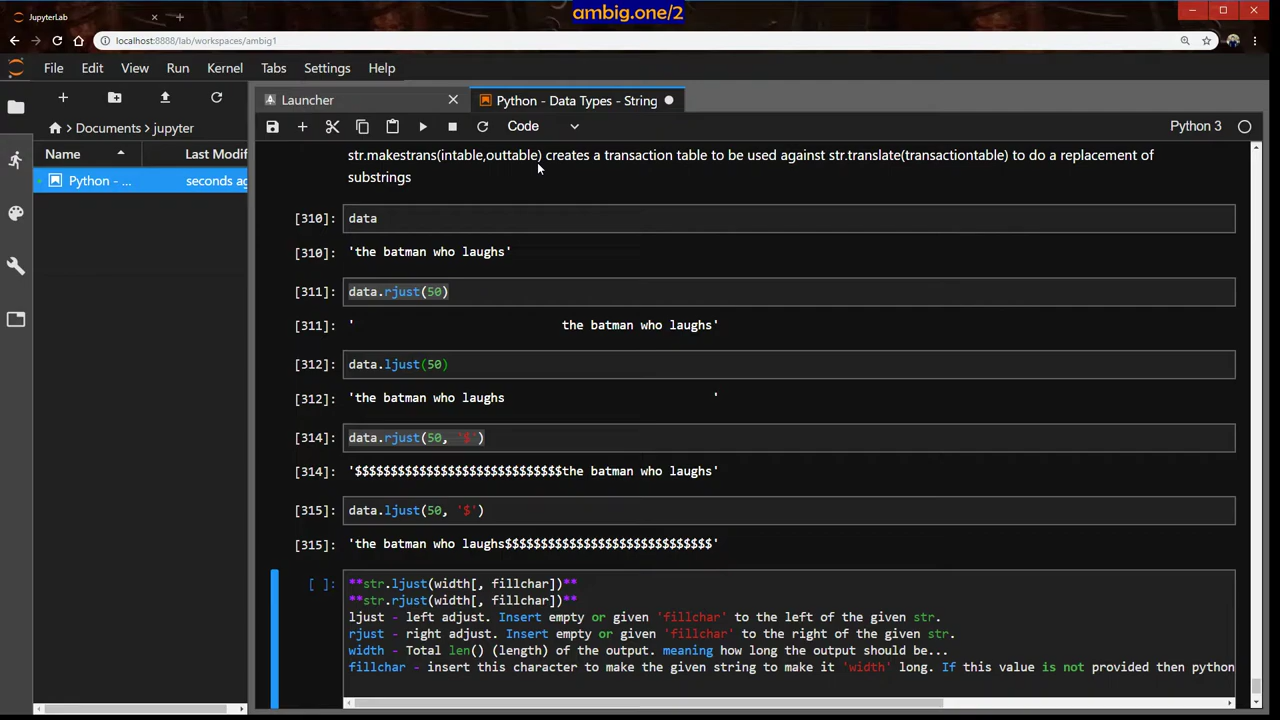 ambig.one/2
JupyterLab
localhost:8888/lab/workspaces/ambig1
File Edit View Run Kernel Tabs Settings Help
Launcher
Python - Data Types - String
Documents > jupyter
Code
Python 3
Name Last Modif
Python - ... seconds ag
str.makestrans(intable,outtable) creates a transaction table to be used against str.translate(transactiontable) to do a replacement of
substrings
[310]: data
[310]: 'the batman who laughs'
[311]: data.rjust(50)
[311]: '                             the batman who laughs'
[312]: data.ljust(50)
[312]: 'the batman who laughs                             '
[314]: data.rjust(50, '$')
[314]: '$$$$$$$$$$$$$$$$$$$$$$$$$$$$$the batman who laughs'
[315]: data.ljust(50, '$')
[315]: 'the batman who laughs$$$$$$$$$$$$$$$$$$$$$$$$$$$$$'
[ ]: **str.ljust(width[, fillchar])**
**str.rjust(width[, fillchar])**
ljust - left adjust. Insert empty or given 'fillchar' to the left of the given str.
rjust - right adjust. Insert empty or given 'fillchar' to the right of the given str.
width - Total len() (length) of the output. meaning how long the output should be...
fillchar - insert this character to make the given string to make it 'width' long. If this value is not provided then python